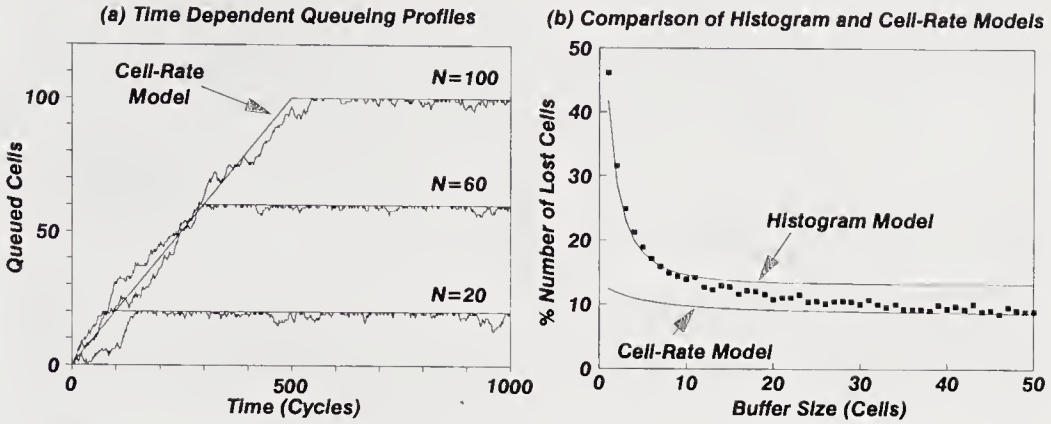 (a) Time Dependent Queueing Profiles
Queued Cells
100
50
0
Cell-Rate
Model
N=100
N=60
N=20
0
500
1000
Time (Cycles)
(b) Comparison of Histogram and Cell-Rate Models
% Number of Lost Cells
50
40
30
20
10
0
Histogram Model
Cell-Rate Model
0
10
20
30
40
50
Buffer Size (Cells)